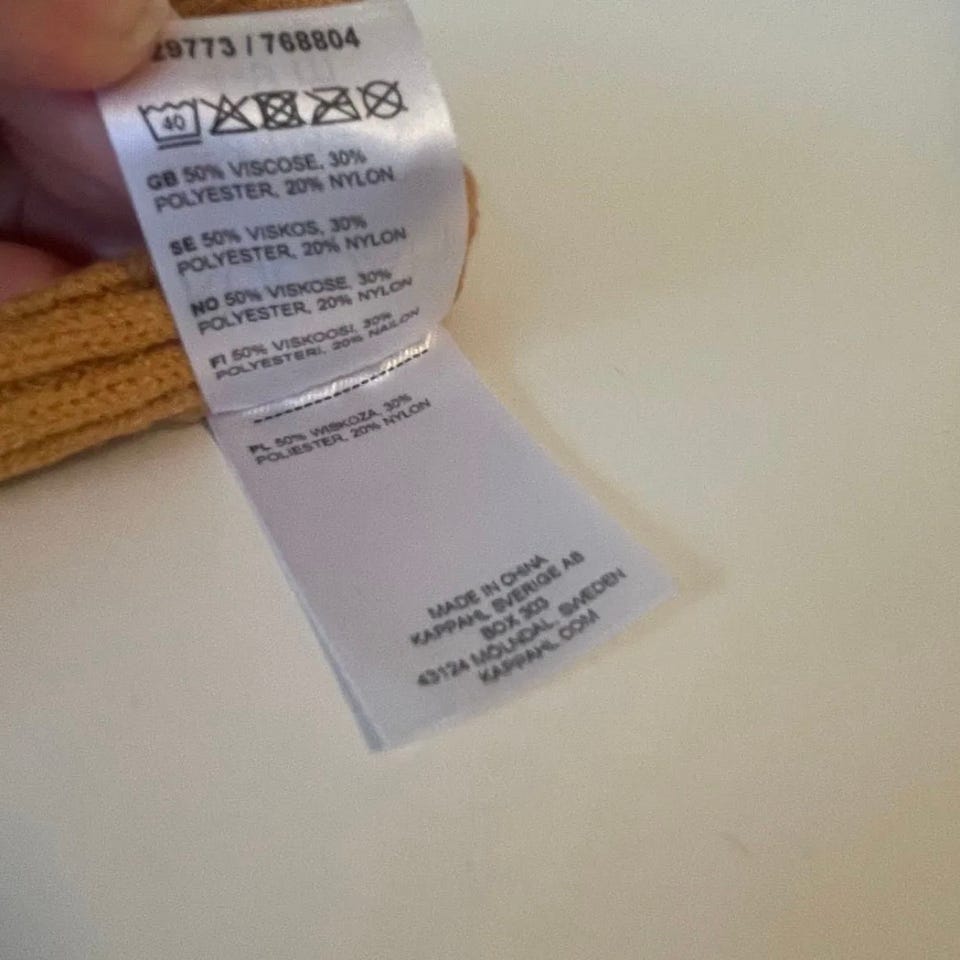 29773 / 768804
40
GB 50% VISCOSE, 30%
POLYESTER, 20% NYLON
SE 50% VISKOS, 30%
POLYESTER, 20% NYLON
NO 50% VISKOSE, 30%
POLYESTER, 20% NYLON
FI 50% VISKOOSI, 30%
POLYESTERI, 20% NAILON
PL 50% WISKOZA, 30%
POLIESTER, 20% NYLON
MADE IN CHINA
KAPPAHL SVERIGE AB
BOX 303
43124 MÖLNDAL, SWEDEN
KAPPAHL.COM